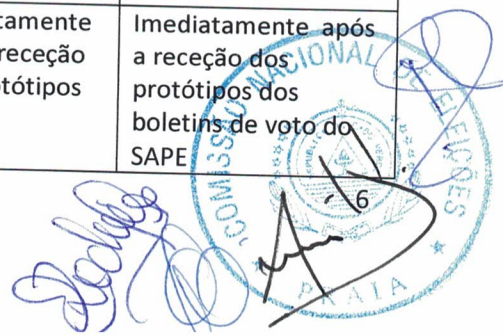 tamente
receção
tótipos
Imediatamente após
a receção dos
protótipos dos
boletins de voto do
SAPE
6
COMISSÃO NACIONAL DE ELEIÇÕES
PRAIA